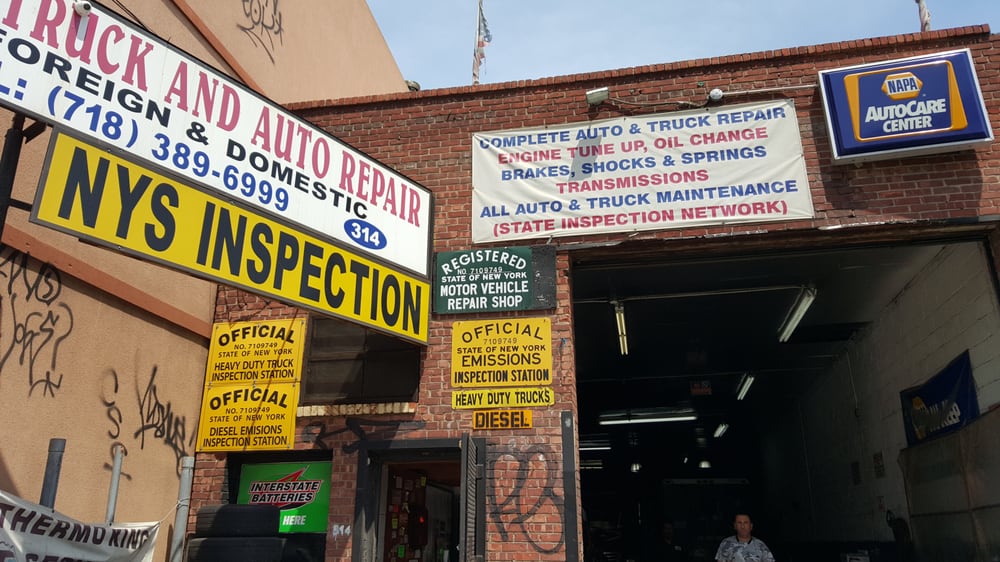 TRUCK AND AUTO REPAIR
FOREIGN & DOMESTIC
(718) 389-6999
314
NYS INSPECTION
COMPLETE AUTO & TRUCK REPAIR
ENGINE TUNE UP, OIL CHANGE
BRAKES, SHOCKS & SPRINGS
TRANSMISSIONS
ALL AUTO & TRUCK MAINTENANCE
(STATE INSPECTION NETWORK)
NAPA
AUTOCARE
CENTER
REGISTERED
NO. 7109749
STATE OF NEW YORK
MOTOR VEHICLE
REPAIR SHOP
OFFICIAL
7109749
STATE OF NEW YORK
EMISSIONS
INSPECTION STATION
HEAVY DUTY TRUCKS
DIESEL
OFFICIAL
NO. 7109749
STATE OF NEW YORK
HEAVY DUTY TRUCK
INSPECTION STATION
OFFICIAL
NO. 7109749
STATE OF NEW YORK
DIESEL EMISIONS
INSPECTION STATION
INTERSTATE
BATTERIES
HERE
314
THERMO KING